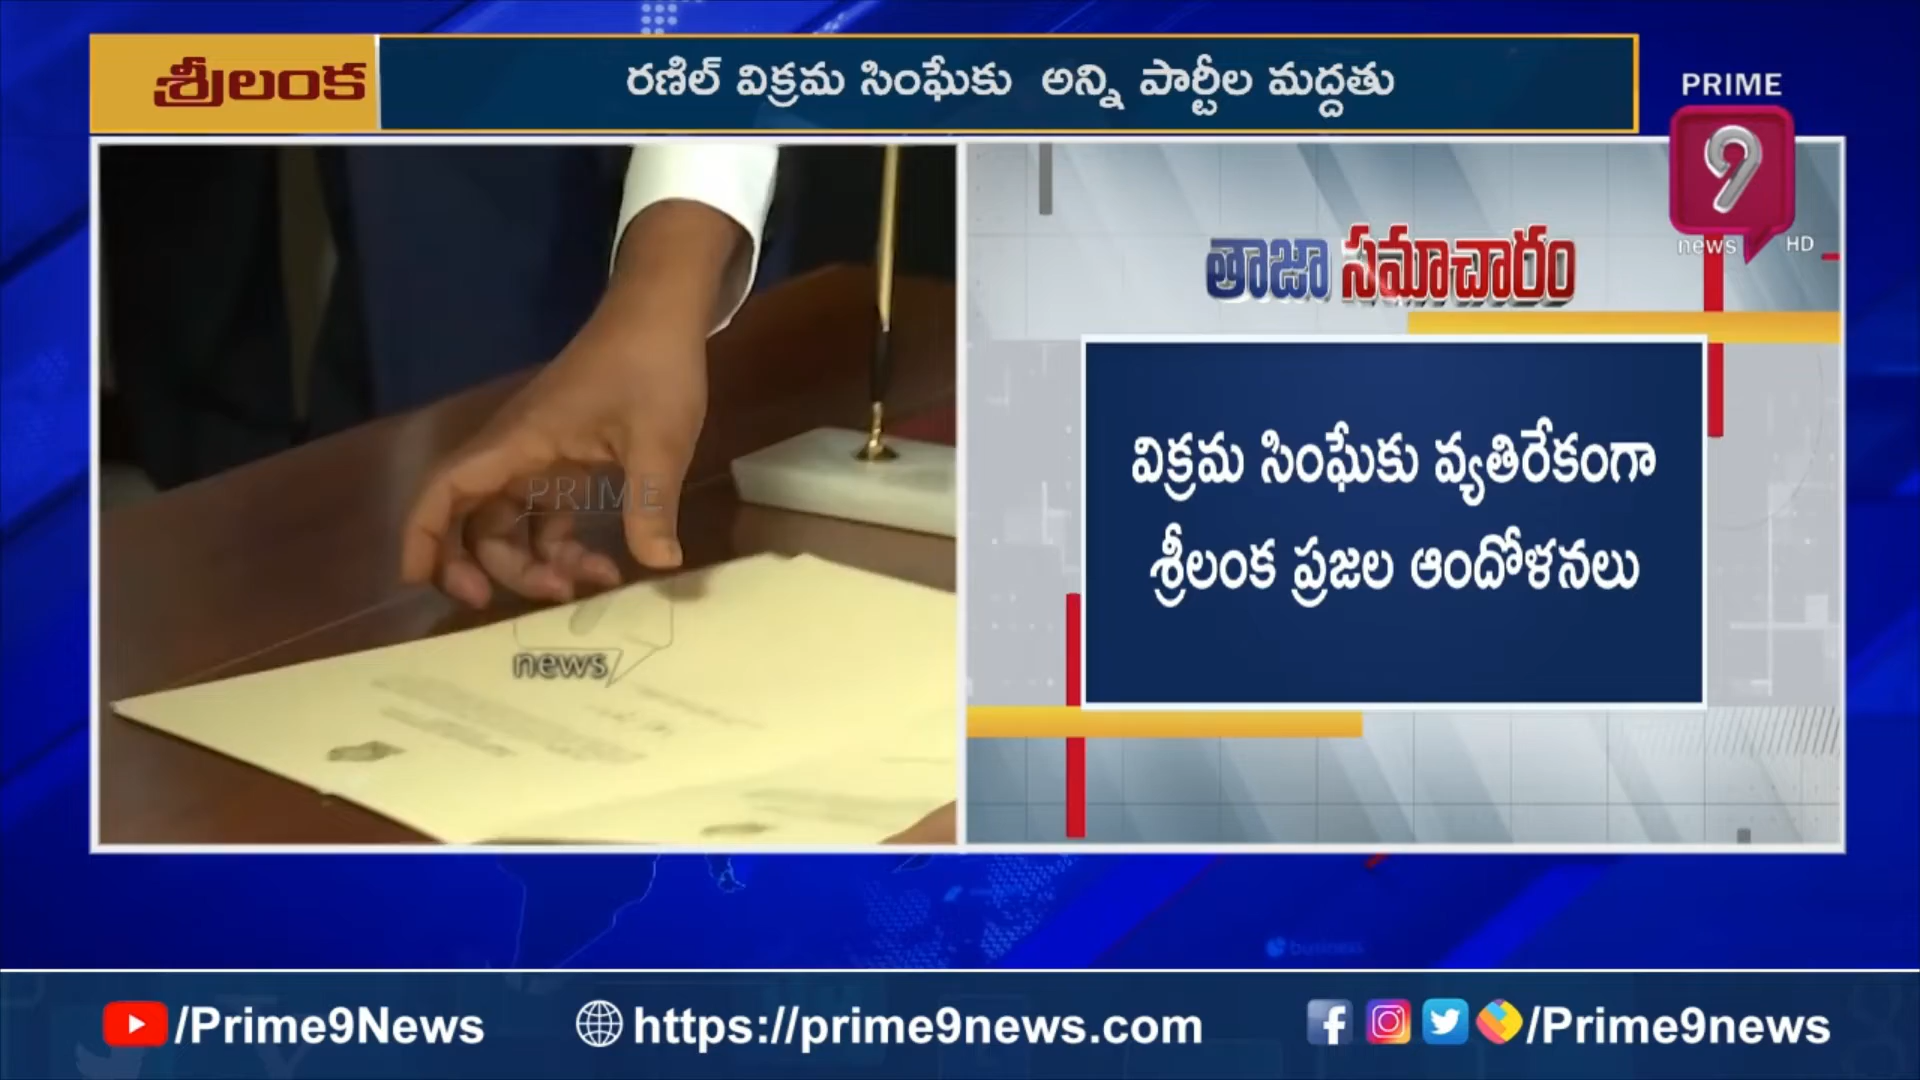 శ్రీలంక
రణిల్ విక్రమ సింఘేకు అన్ని పార్టీల మద్దతు
PRIME
9
news HD
తాజా సమాచారం
విక్రమ సింఘేకు వ్యతిరేకంగా
శ్రీలంక ప్రజల ఆందోళనలు
PRIME
news
business
/Prime9News
https://prime9news.com
/Prime9news